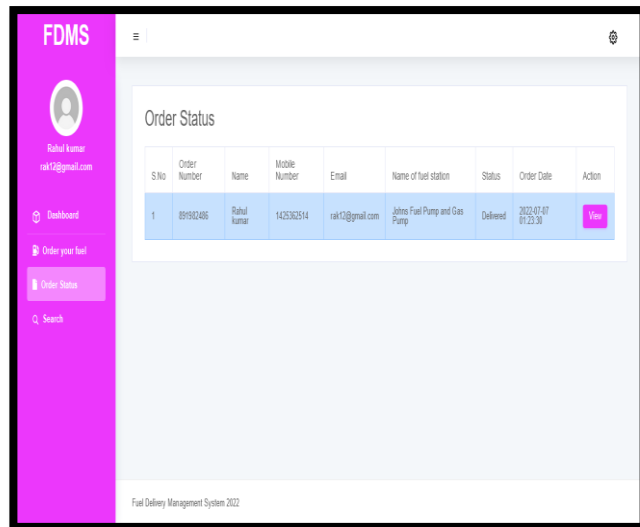 FDMS
Rahul kumar
rak12@gmail.com
Dashboard
Order your fuel
Order Status
Search
Order Status
S.No Order Number Name Mobile Number Email Name of fuel station Status Order Date Action
1 891982486 Rahul kumar 1425362514 rak12@gmail.com Johns Fuel Pump and Gas Pump Delivered 2022-07-07 01:23:30 View
Fuel Delivery Management System 2022